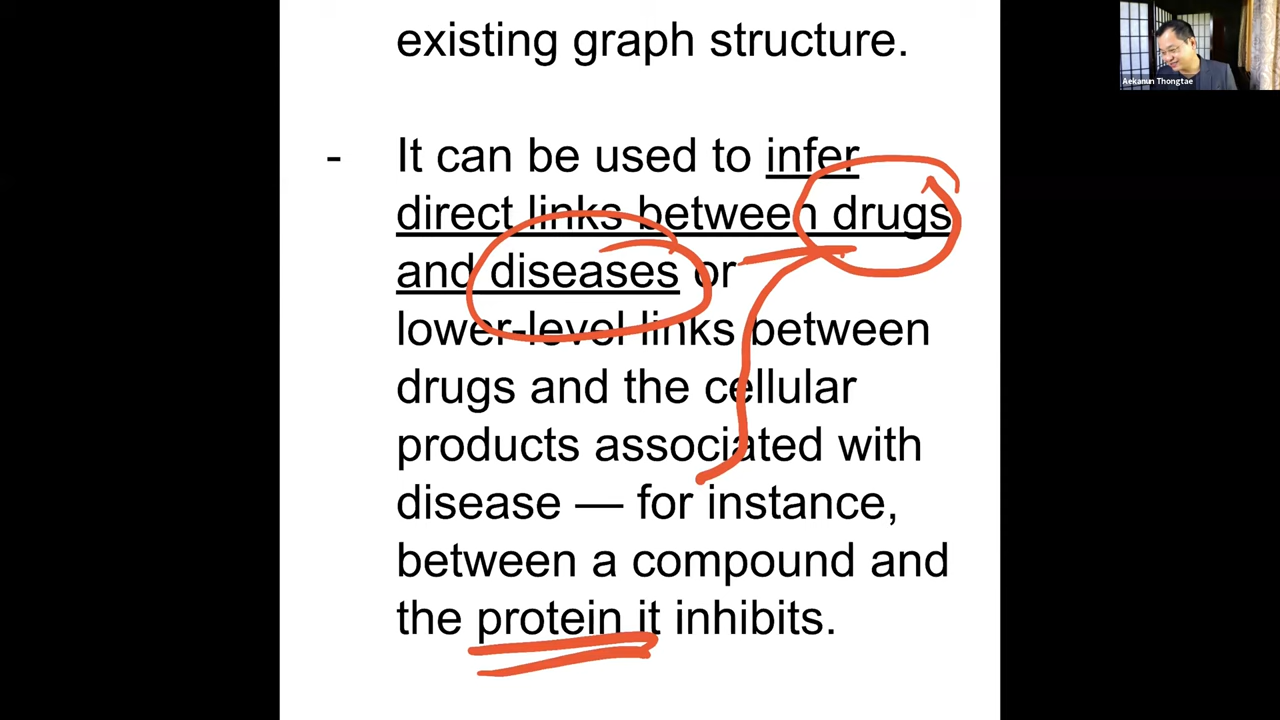 existing graph structure.
Aekanun Thongtae
- It can be used to infer
direct links between drugs
and diseases or
lower-level links between
drugs and the cellular
products associated with
disease — for instance,
between a compound and
the protein it inhibits.